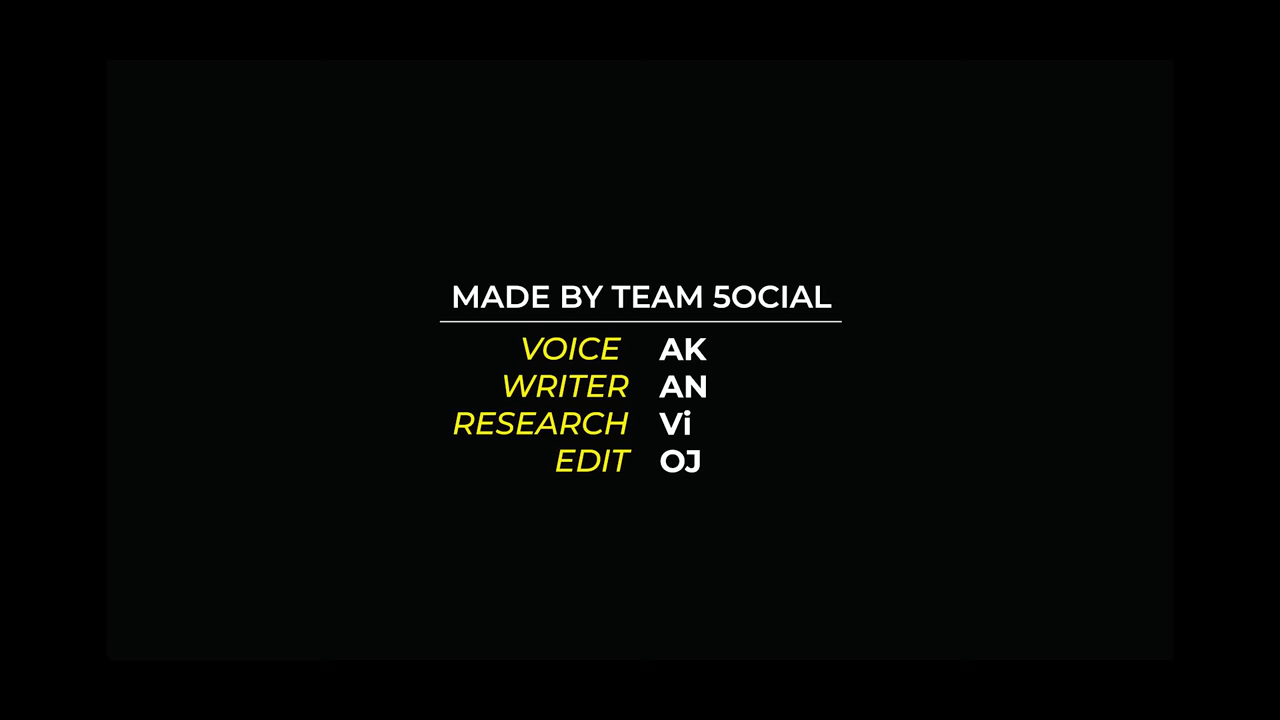 MADE BY TEAM 5OCIAL
VOICE AK
WRITER AN
RESEARCH Vi
EDIT OJ